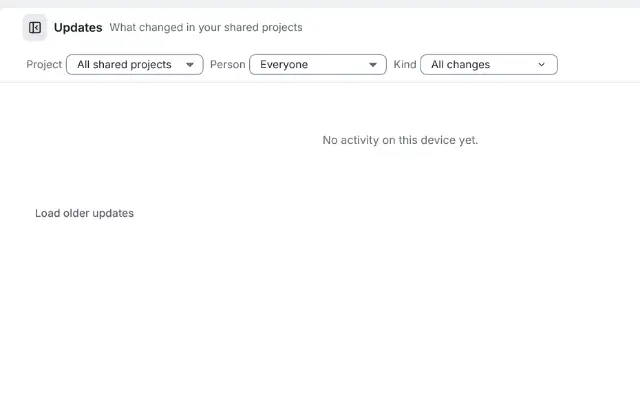 Updates What changed in your shared projects
Project All shared projects Person Everyone Kind All changes
No activity on this device yet.
Load older updates